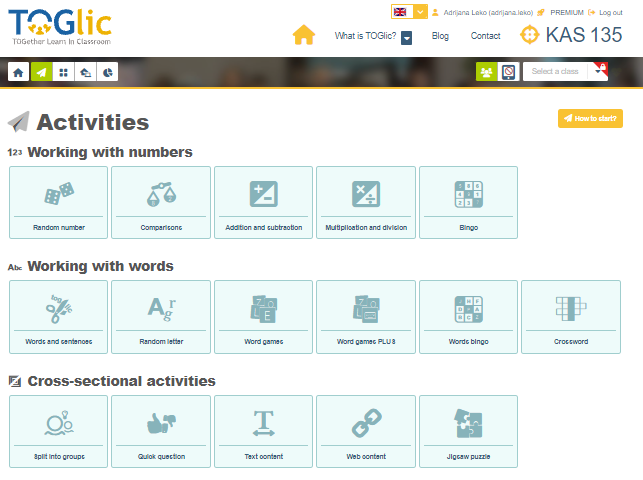 TOGlic
TOGether Learn In Classroom
Adrijana Leko (adrijana.leko) PREMIUM Log out
What is TOGlic? Blog Contact KAS 135
Select a class
Activities
How to start?
123 Working with numbers
Random number Comparisons Addition and subtraction Multiplication and division Bingo
Abc Working with words
Words and sentences Random letter Word games Word games PLUS Words bingo Crossword
Cross-sectional activities
Split into groups Quick question Text content Web content Jigsaw puzzle